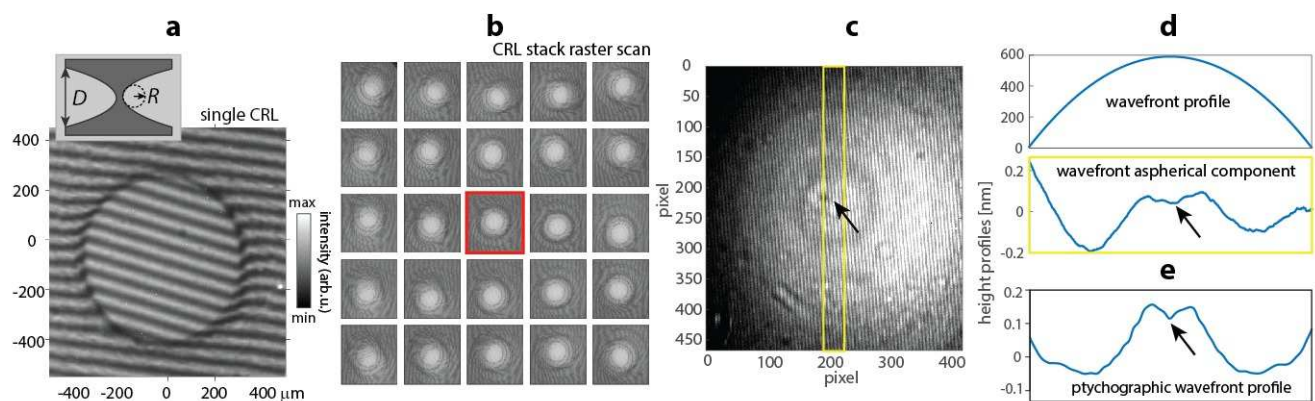 a
D
R
single CRL
400
200
0
-200
-400
-400 -200 0 200 400 μm
max
intensity (arb.u.)
min
b
CRL stack raster scan
c
0
50
100
150
200
250
300
350
400
450
pixel
0 100 200 300 400
pixel
d
600
400
200
0
wavefront profile
0.2
0
-0.2
wavefront aspherical component
height profiles [nm]
e
0.2
0.1
0
-0.1
ptychographic wavefront profile